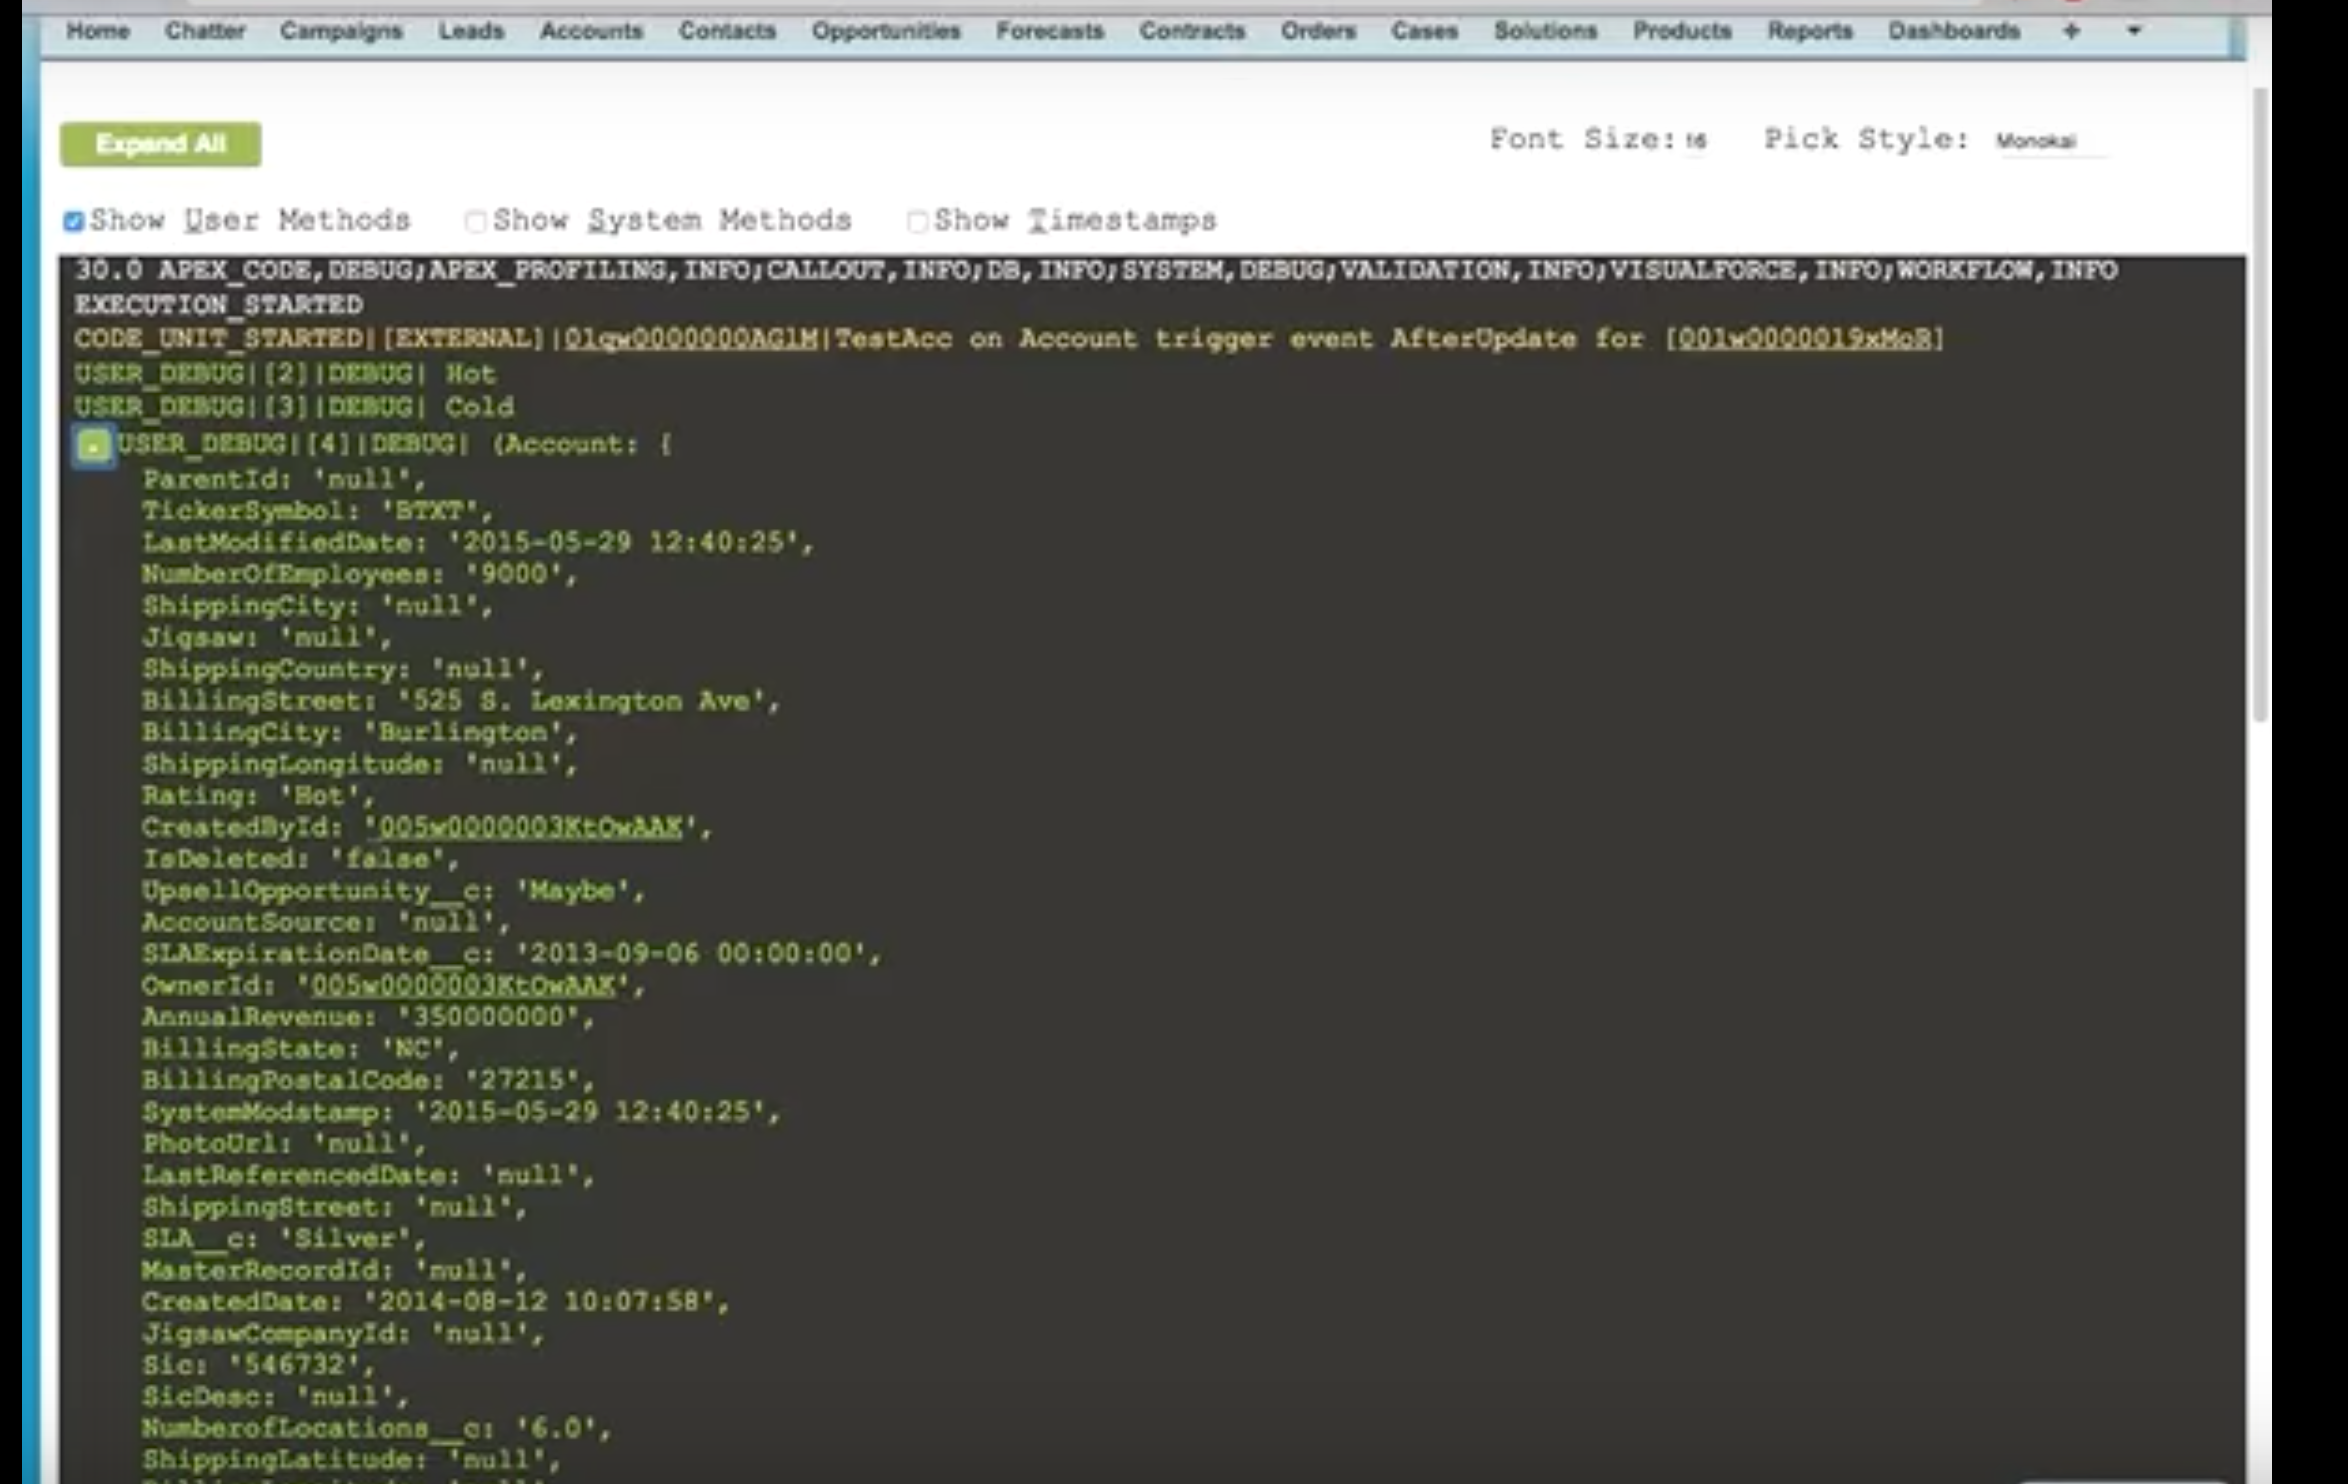 Home Chatter Campaigns Leads Accounts Contacts Opportunities Forecasts Contracts Orders Cases Solutions Products Reports Dashboards +
Expand All
Font Size: 16 Pick Style: Monokai
Show User Methods Show System Methods Show Timestamps
30.0 APEX_CODE,DEBUG;APEX_PROFILING,INFO;CALLOUT,INFO;DB,INFO;SYSTEM,DEBUG;VALIDATION,INFO;VISUALFORCE,INFO;WORKFLOW,INFO
EXECUTION_STARTED
CODE_UNIT_STARTED|[EXTERNAL]|01qw0000000AG1M|TestAcc on Account trigger event AfterUpdate for [001w0000019xMoR]
USER_DEBUG|[2]|DEBUG| Hot
USER_DEBUG|[3]|DEBUG| Cold
USER_DEBUG|[4]|DEBUG| (Account: {
ParentId: 'null',
TickerSymbol: 'BTXT',
LastModifiedDate: '2015-05-29 12:40:25',
NumberOfEmployees: '9000',
ShippingCity: 'null',
Jigsaw: 'null',
ShippingCountry: 'null',
BillingStreet: '525 S. Lexington Ave',
BillingCity: 'Burlington',
ShippingLongitude: 'null',
Rating: 'Hot',
CreatedById: '005w0000003KtOwAAK',
IsDeleted: 'false',
UpsellOpportunity__c: 'Maybe',
AccountSource: 'null',
SLAExpirationDate__c: '2013-09-06 00:00:00',
OwnerId: '005w0000003KtOwAAK',
AnnualRevenue: '350000000',
BillingState: 'NC',
BillingPostalCode: '27215',
SystemModstamp: '2015-05-29 12:40:25',
PhotoUrl: 'null',
LastReferencedDate: 'null',
ShippingStreet: 'null',
SLA__c: 'Silver',
MasterRecordId: 'null',
CreatedDate: '2014-08-12 10:07:58',
JigsawCompanyId: 'null',
Sic: '546732',
SicDesc: 'null',
NumberofLocations__c: '6.0',
ShippingLatitude: 'null',